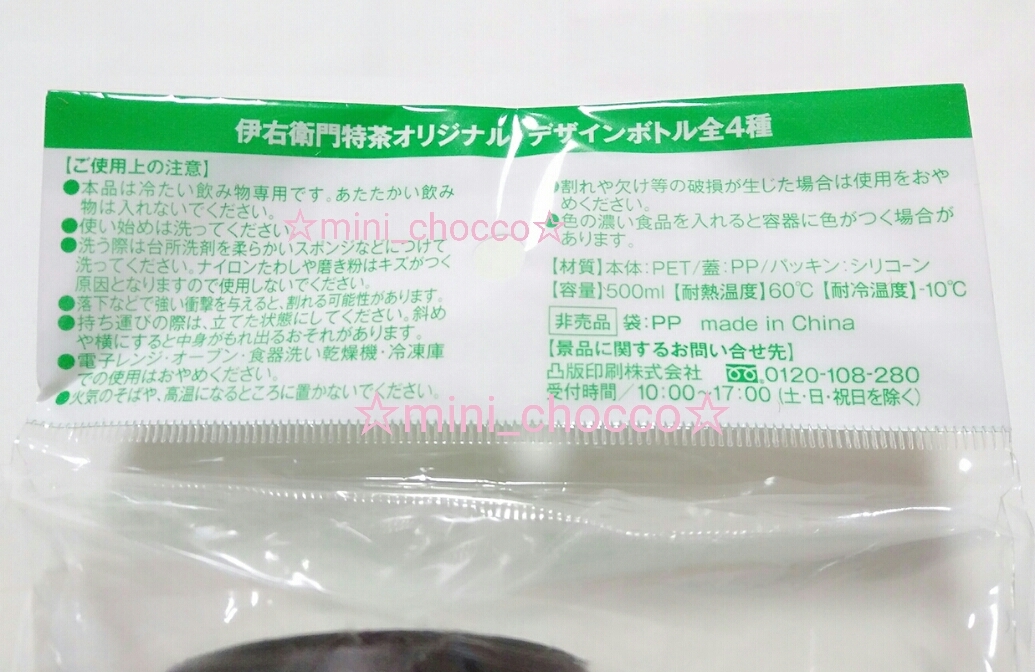 伊右衛門特茶オリジナル デザインボトル全4種
【ご使用上の注意】
●本品は冷たい飲み物専用です。あたたかい飲み
物は入れないでください。
●使い始めは洗ってください。
●洗う際は台所洗剤を柔らかいスポンジなどにつけて
洗ってください。ナイロンたわしや磨き粉はキズがつく
原因となりますので使用しないでください。
●落下などで強い衝撃を与えると、割れる可能性があります。
●持ち運びの際は、立てた状態にしてください。斜め
や横にすると中身がもれ出るおそれがあります。
●電子レンジ・オーブン・食器洗い乾燥機・冷凍庫
での使用はおやめください。
●火気のそばや、高温になるところに置かないでください。
●割れや欠け等の破損が生じた場合は使用をおや
めください。
●色の濃い食品を入れると容器に色がつく場合が
あります。
【材質】本体:PET/蓋:PP//パッキン:シリコーン
【容量】500ml 【耐熱温度】60℃ 【耐冷温度】-10℃
非売品 袋:PP made in China
【景品に関するお問い合せ先】
凸版印刷株式会社 0120-108-280
受付時間/10:00〜17:00 (土・日・祝日を除く)
☆mini_chocco☆
☆mini_chocco☆